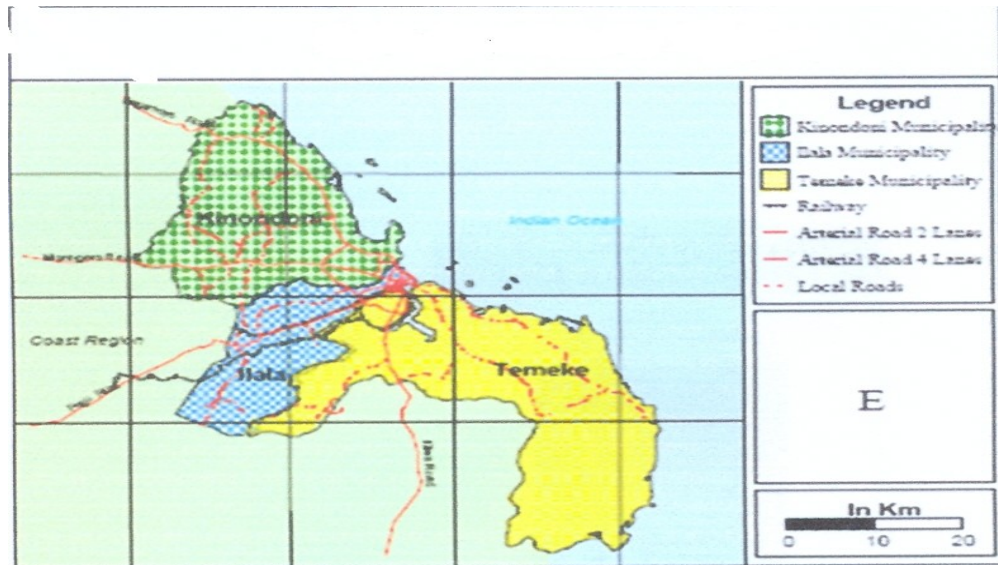 Legend
Kinondoni Municipality
Ilala Municipality
Temeke Municipality
Railway
Arterial Road 2 Lanes
Arterial Road 4 Lanes
Local Roads
Kinondoni
Indian Ocean
Coast Region
Ilala
Temeke
E
In Km
0 10 20